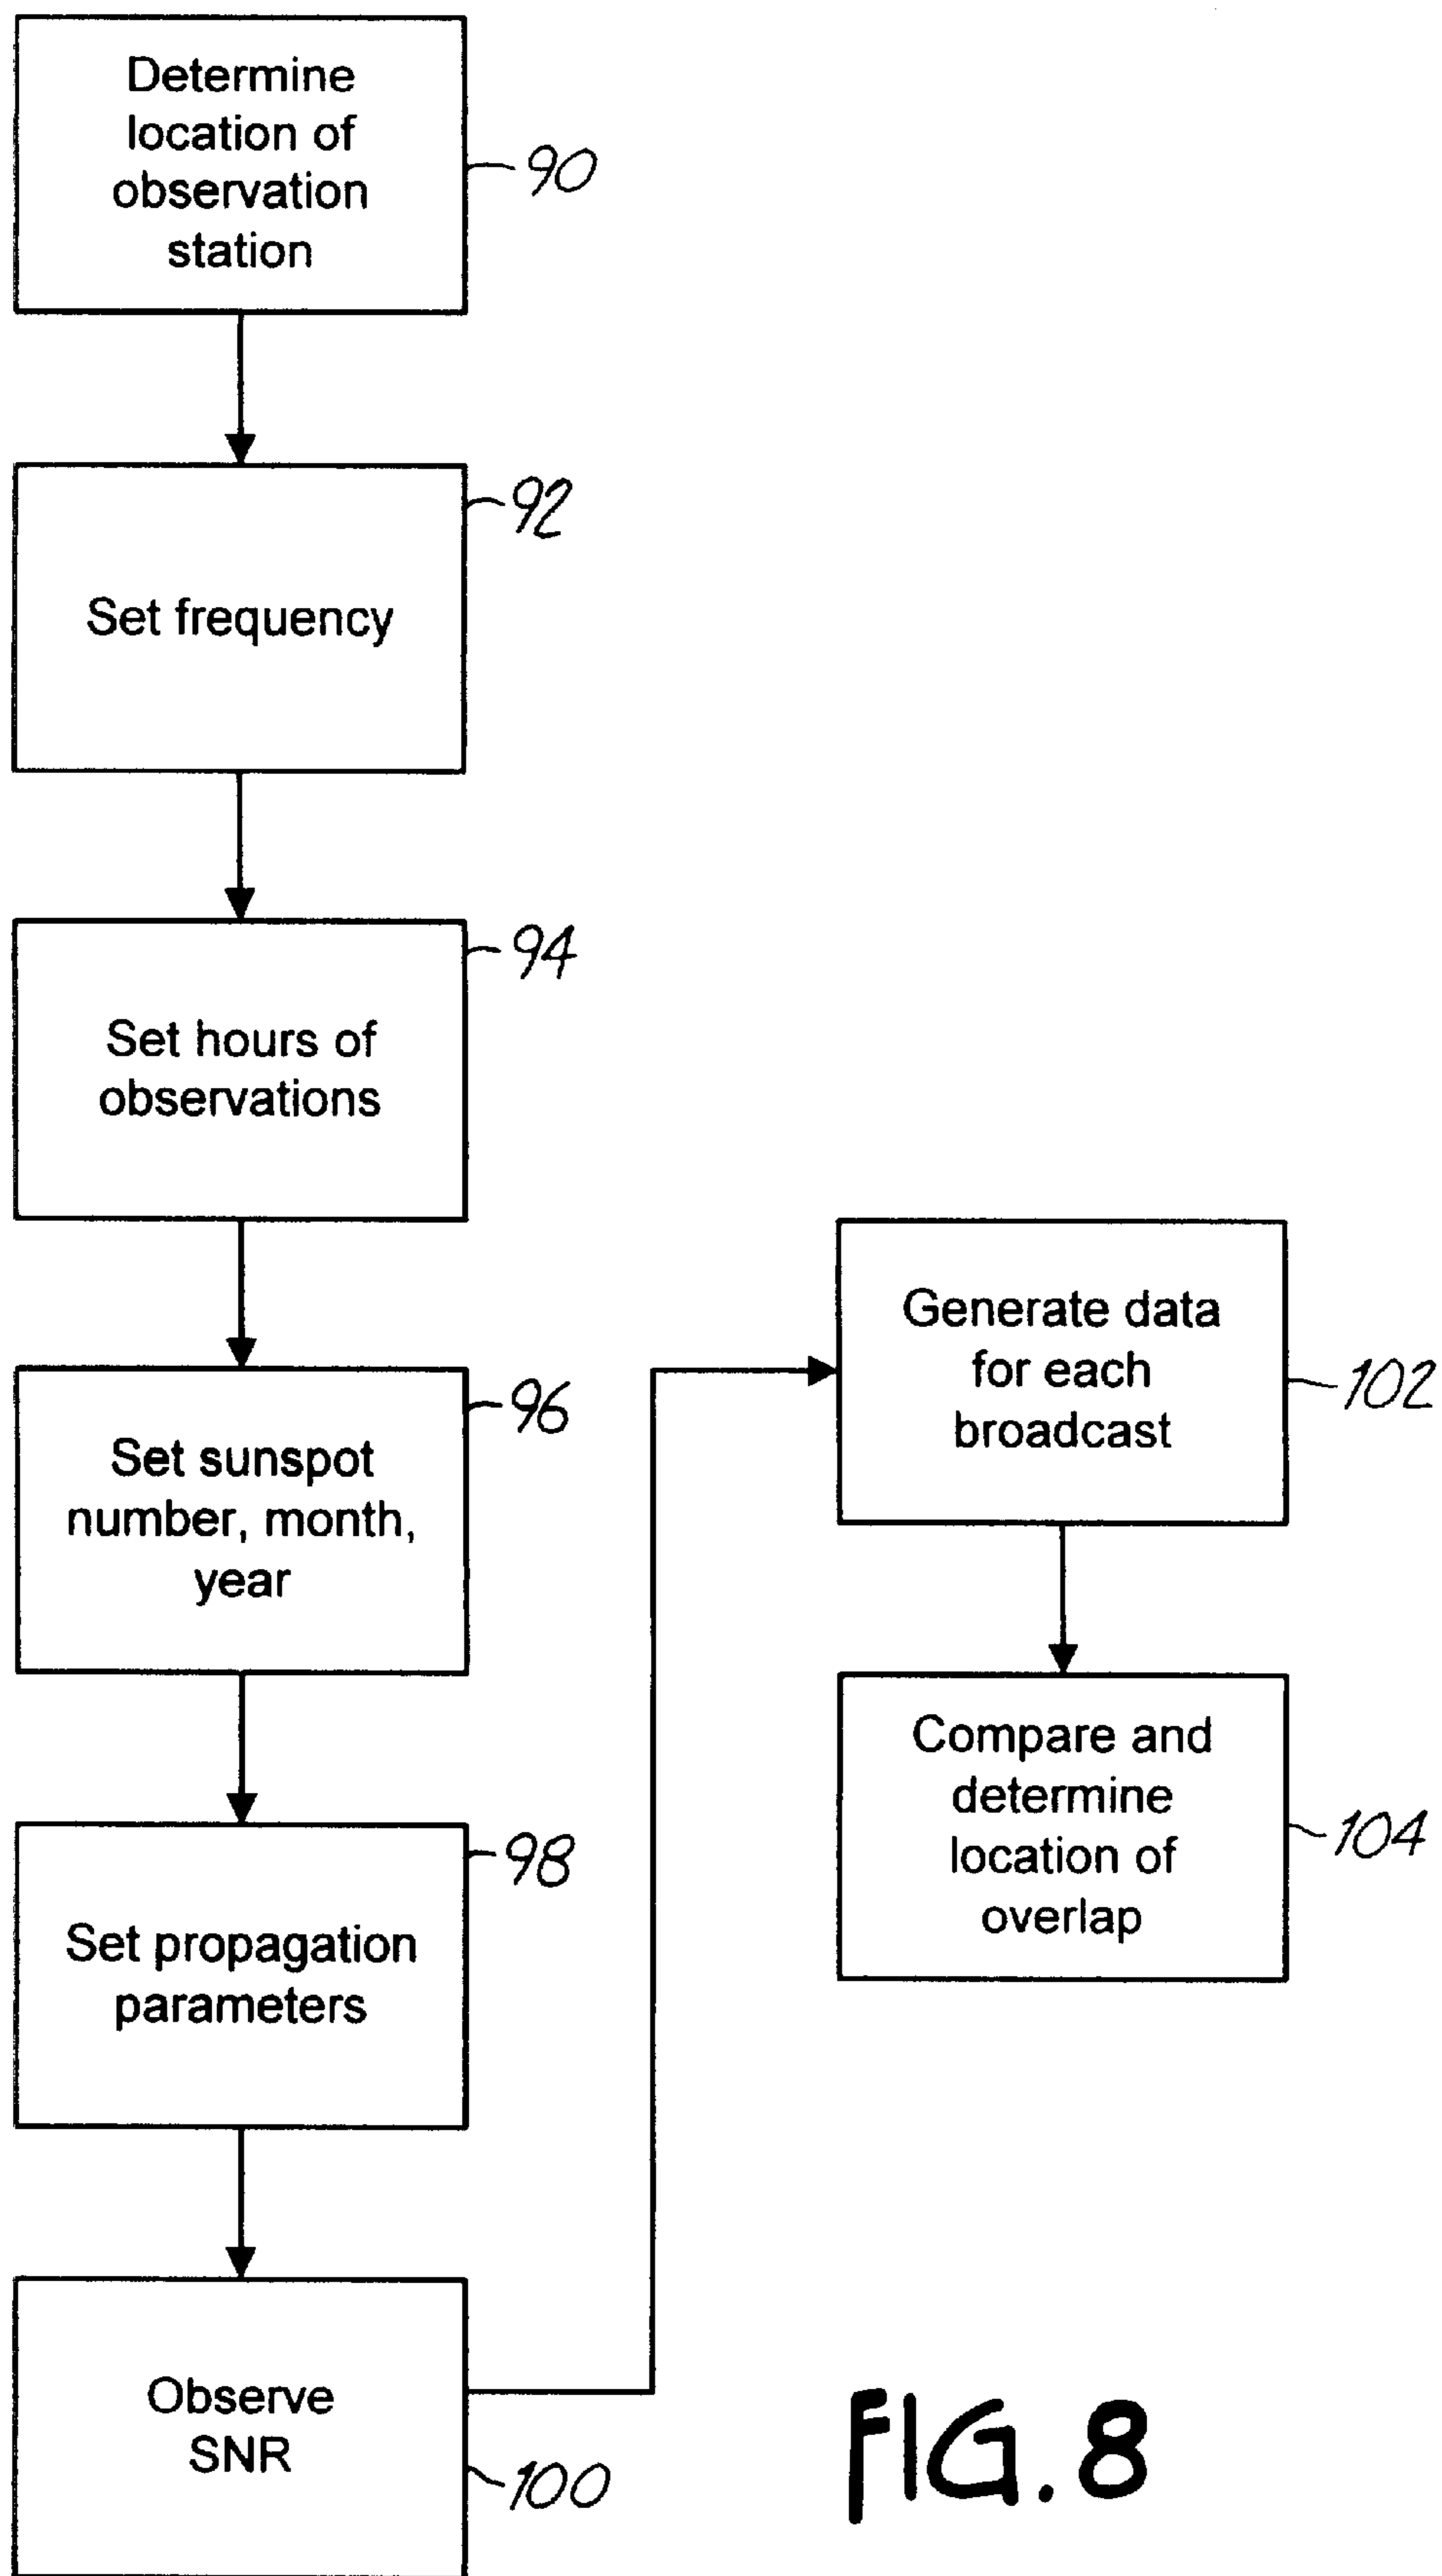 Determine
location of
observation
station
90
Set frequency
92
Set hours of
observations
94
Set sunspot
number, month,
year
96
Set propagation
parameters
98
Observe
SNR
100
Generate data
for each
broadcast
102
Compare and
determine
location of
overlap
104
FIG. 8